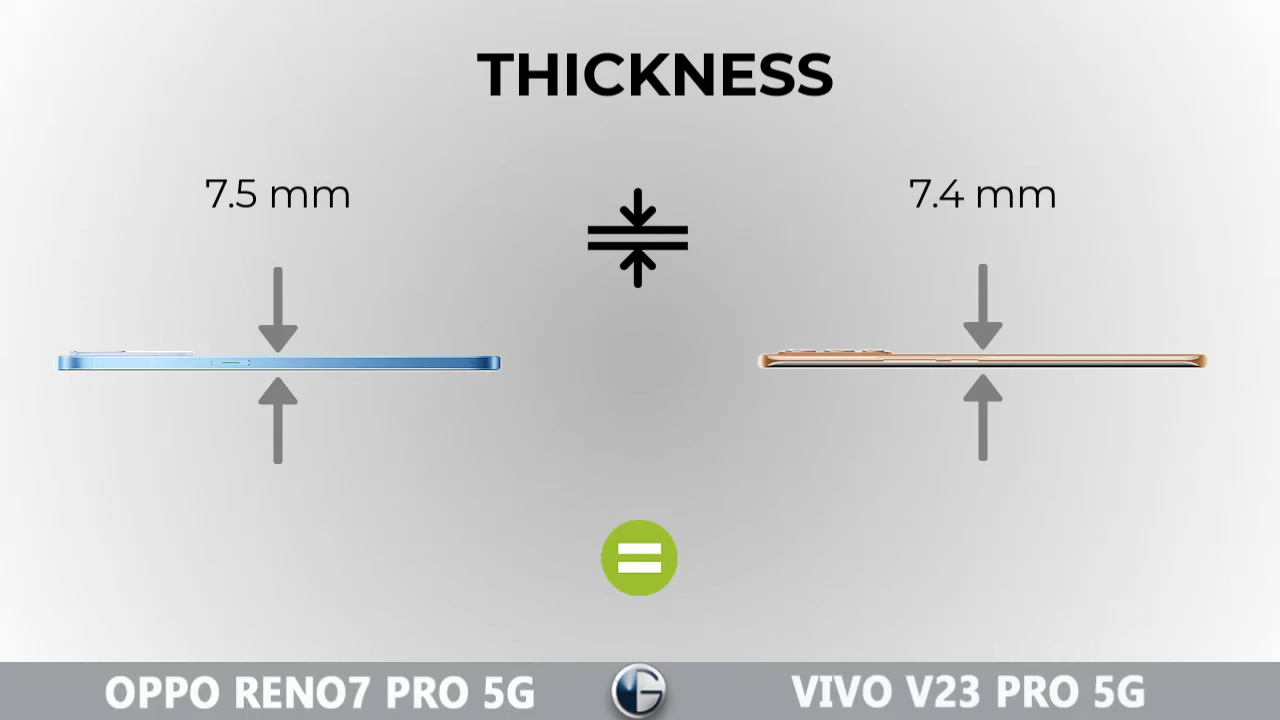 THICKNESS
7.5 mm
7.4 mm
OPPO RENO7 PRO 5G
VIVO V23 PRO 5G